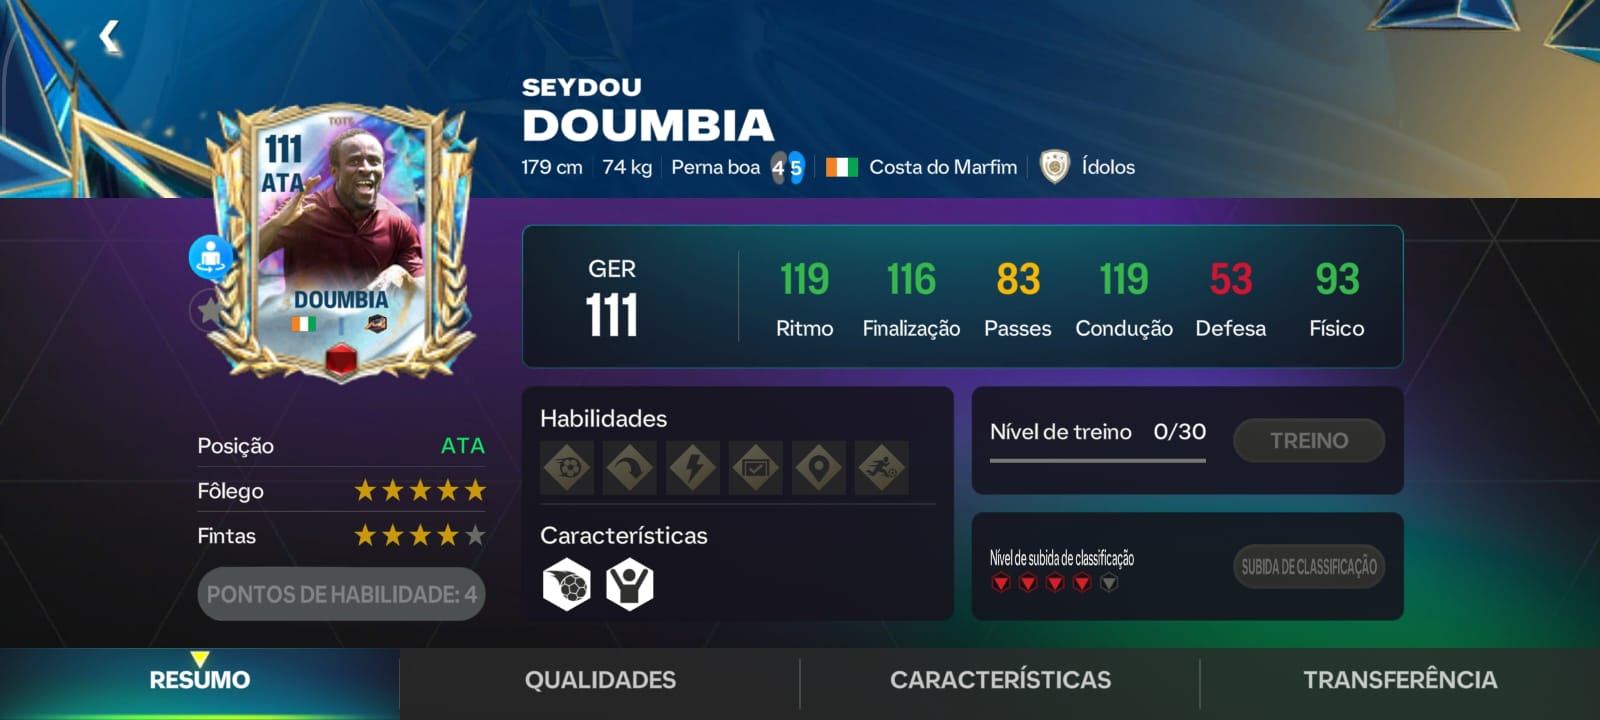 SEYDOU
DOUMBIA
179 cm 74 kg Perna boa 4 5 Costa do Marfim Ídolos
TOTS
111
ATA
DOUMBIA
GER
111
119 116 83 119 53 93
Ritmo Finalização Passes Condução Defesa Físico
Posição ATA
Fôlego
Fintas
PONTOS DE HABILIDADE: 4
Habilidades
Características
Nível de treino 0/30
TREINO
Nível de subida de classificação
SUBIDA DE CLASSIFICAÇÃO
RESUMO QUALIDADES CARACTERÍSTICAS TRANSFERÊNCIA